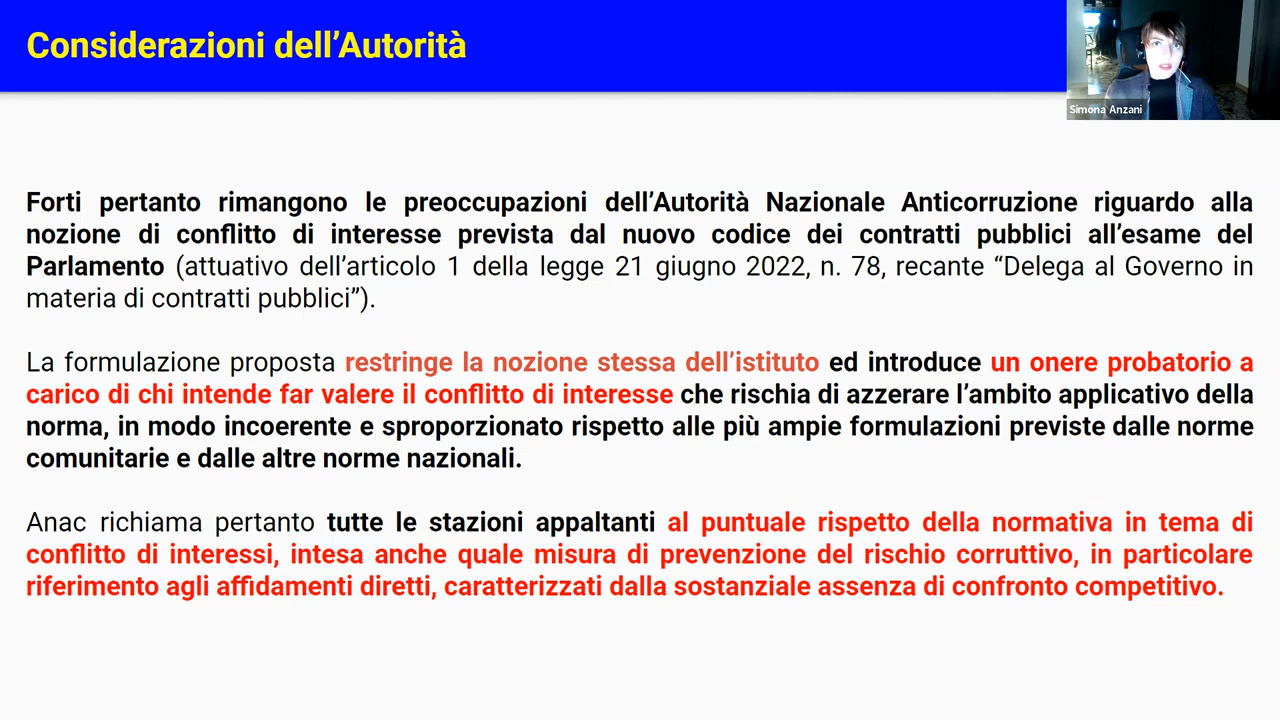 Considerazioni dell’Autorità
Simona Anzani
Forti pertanto rimangono le preoccupazioni dell’Autorità Nazionale Anticorruzione riguardo alla
nozione di conflitto di interesse prevista dal nuovo codice dei contratti pubblici all’esame del
Parlamento (attuativo dell’articolo 1 della legge 21 giugno 2022, n. 78, recante “Delega al Governo in
materia di contratti pubblici”).
La formulazione proposta restringe la nozione stessa dell’istituto ed introduce un onere probatorio a
carico di chi intende far valere il conflitto di interesse che rischia di azzerare l’ambito applicativo della
norma, in modo incoerente e sproporzionato rispetto alle più ampie formulazioni previste dalle norme
comunitarie e dalle altre norme nazionali.
Anac richiama pertanto tutte le stazioni appaltanti al puntuale rispetto della normativa in tema di
conflitto di interessi, intesa anche quale misura di prevenzione del rischio corruttivo, in particolare
riferimento agli affidamenti diretti, caratterizzati dalla sostanziale assenza di confronto competitivo.